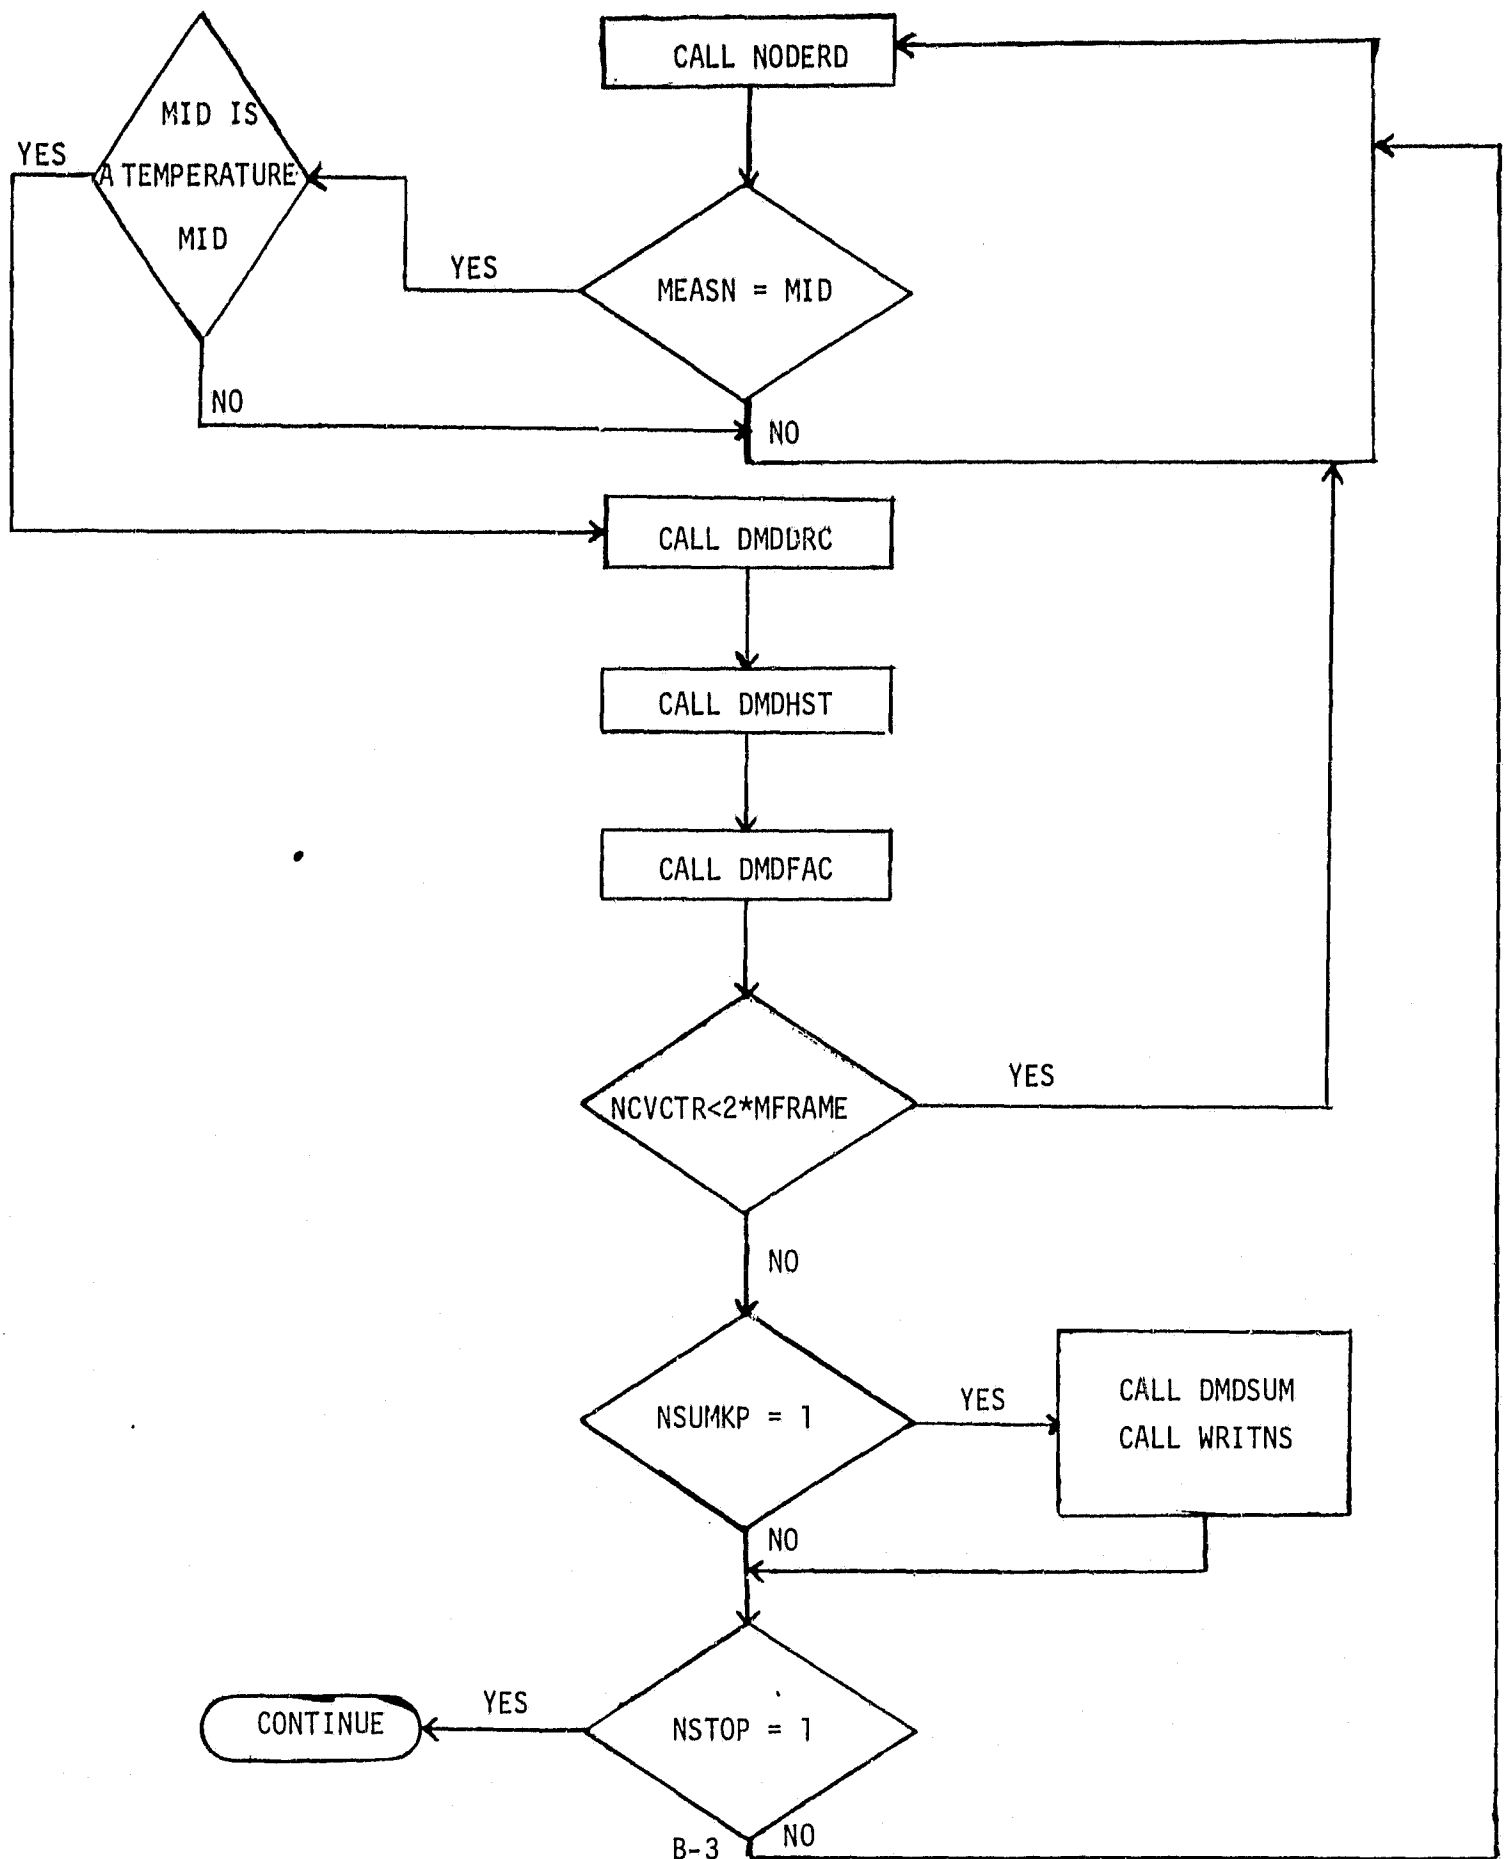 CALL NODERD
MID IS
A TEMPERATURE
MID
YES
YES
MEASN = MID
NO
NO
CALL DMDDRC
CALL DMDHST
CALL DMDFAC
NCVCTR<2*MFRAME
YES
NO
NSUMKP = 1
YES
CALL DMDSUM
CALL WRITNS
NO
NSTOP = 1
YES
CONTINUE
NO
B-3